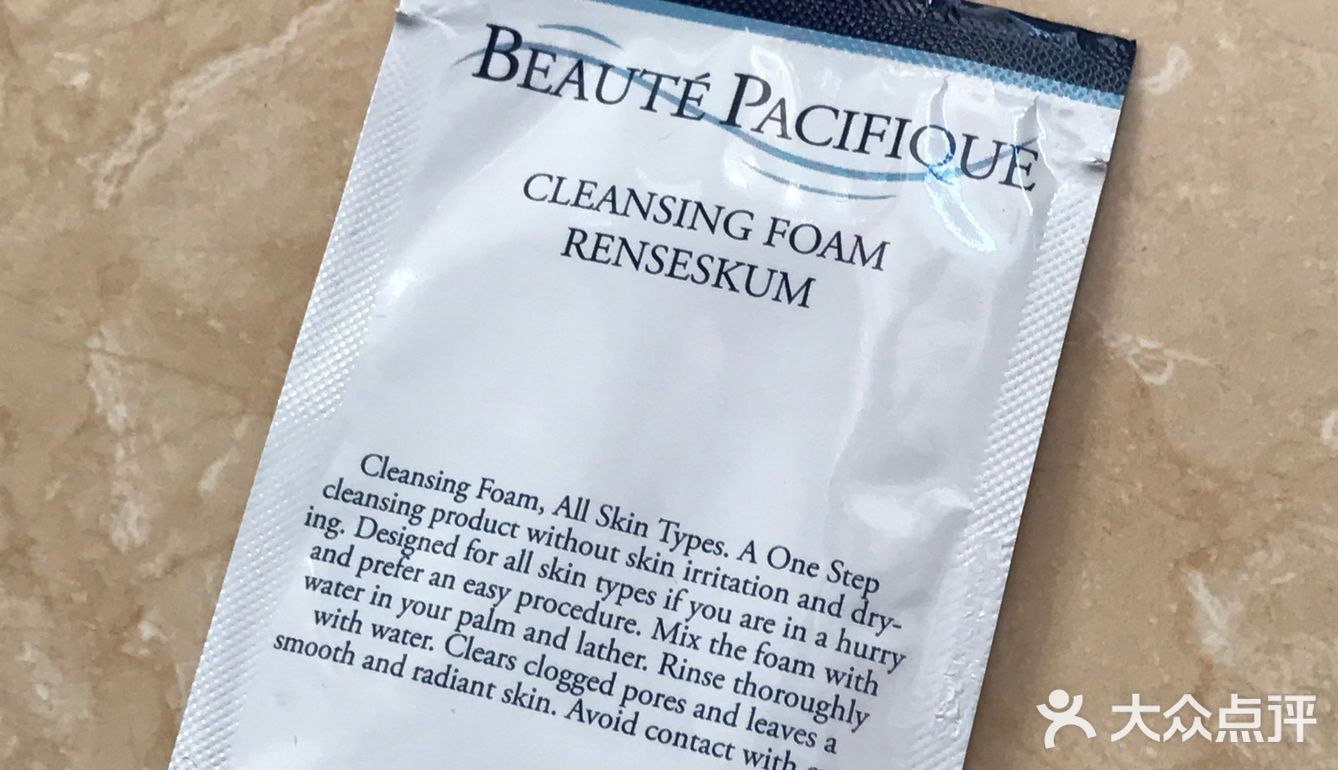 BEAUTÉ PACIFIQUE
CLEANSING FOAM
RENSESKUM
Cleansing Foam, All Skin Types. A One Step
cleansing product without skin irritation and dry-
ing. Designed for all skin types if you are in a hurry
and prefer an easy procedure. Mix the foam with
water in your palm and lather. Rinse thoroughly
with water. Clears clogged pores and leaves a
smooth and radiant skin. Avoid contact with
大众点评